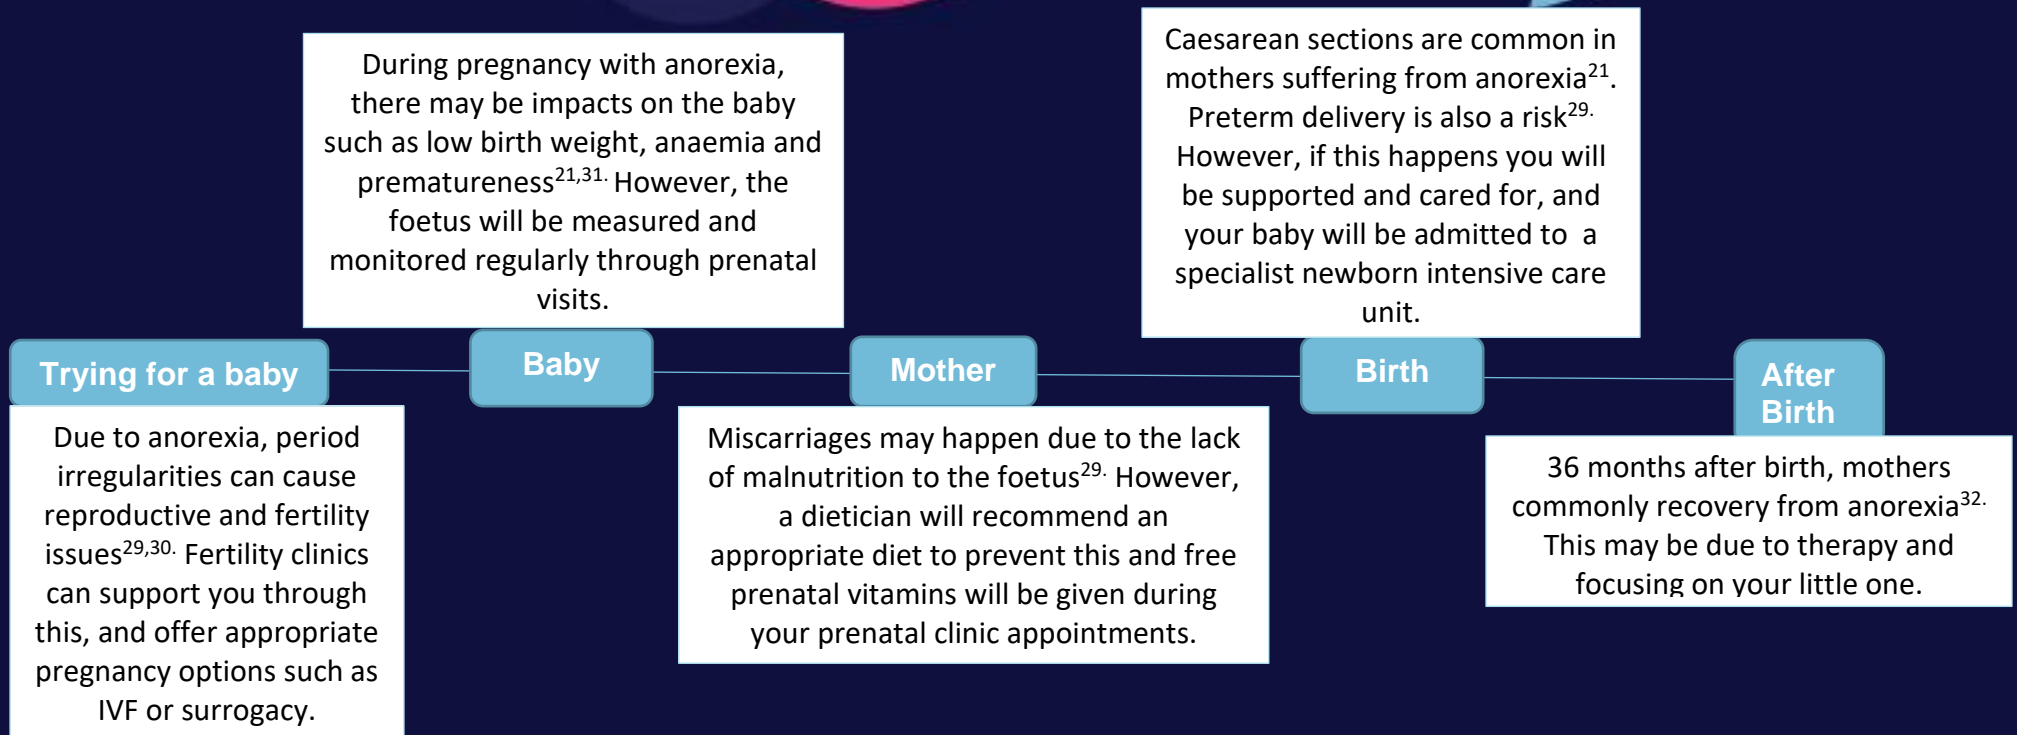 During pregnancy with anorexia,
there may be impacts on the baby
such as low birth weight, anaemia and
prematureness21,31. However, the
foetus will be measured and
monitored regularly through prenatal
visits.
Caesarean sections are common in
mothers suffering from anorexia21.
Preterm delivery is also a risk29.
However, if this happens you will
be supported and cared for, and
your baby will be admitted to a
specialist newborn intensive care
unit.
Trying for a baby
Baby
Mother
Birth
After
Birth
Due to anorexia, period
irregularities can cause
reproductive and fertility
issues29,30. Fertility clinics
can support you through
this, and offer appropriate
pregnancy options such as
IVF or surrogacy.
Miscarriages may happen due to the lack
of malnutrition to the foetus29. However,
a dietician will recommend an
appropriate diet to prevent this and free
prenatal vitamins will be given during
your prenatal clinic appointments.
36 months after birth, mothers
commonly recovery from anorexia32.
This may be due to therapy and
focusing on your little one.